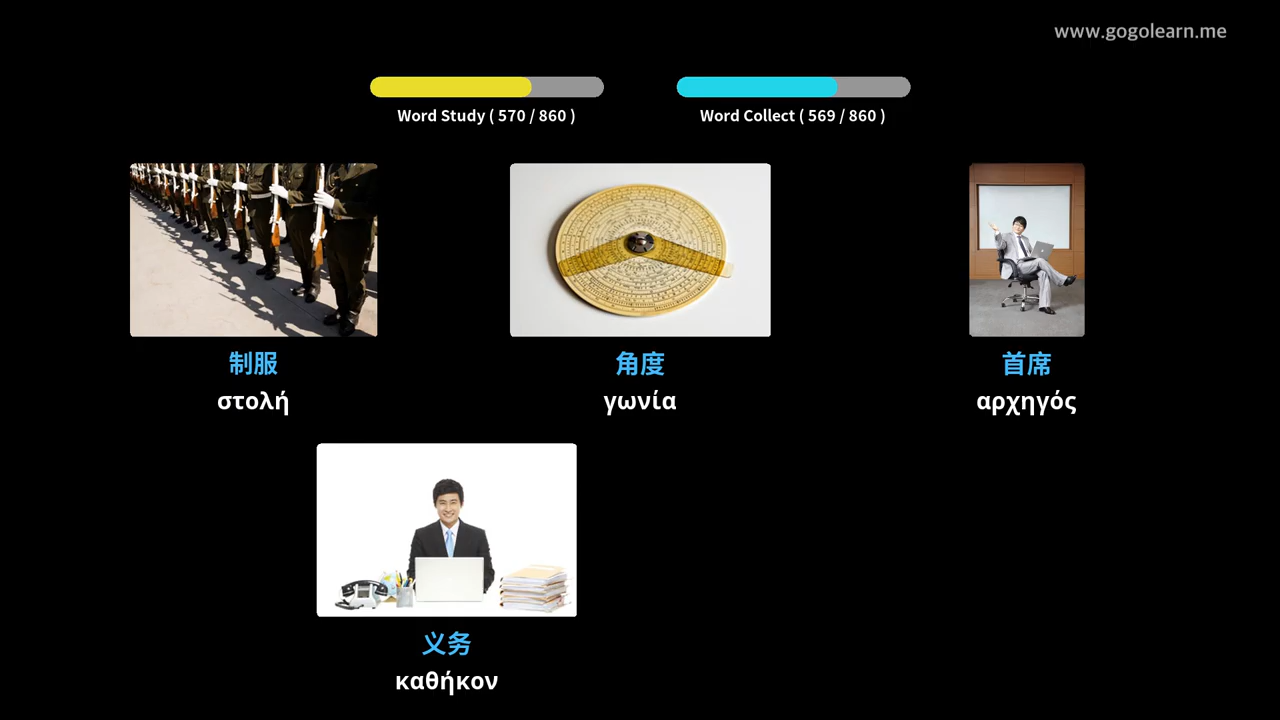 www.gogolearn.me
Word Study ( 570 / 860 )
Word Collect ( 569 / 860 )
制服
στολή
角度
γωνία
首席
αρχηγός
义务
καθήκον